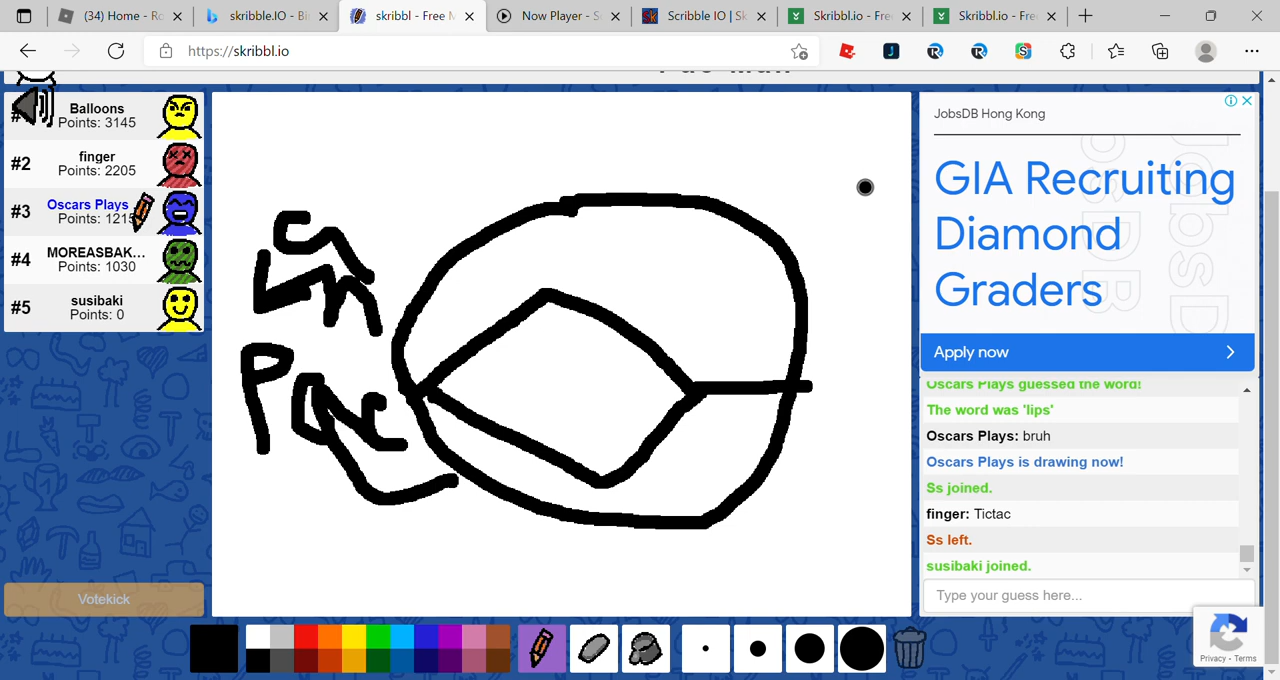 (34) Home - Ro
skribble.IO - Bin
skribbl - Free M
Now Player - S
Scribble IO | Sk
Skribbl.io - Free
Skribbl.io - Free
https://skribbl.io
Balloons
Points: 3145
#2
finger
Points: 2205
#3
Oscars Plays
Points: 1215
#4
MOREASBAK...
Points: 1030
#5
susibaki
Points: 0
Votekick
JobsDB Hong Kong
GIA Recruiting
Diamond
Graders
Apply now
Oscars Plays guessed the word!
The word was 'lips'
Oscars Plays: bruh
Oscars Plays is drawing now!
Ss joined.
finger: Tictac
Ss left.
susibaki joined.
Type your guess here...
Privacy - Terms